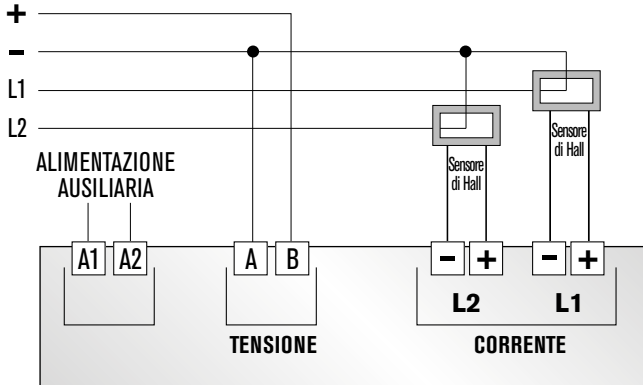 +
−
L1
L2
ALIMENTAZIONE
AUSILIARIA
Sensore
di Hall
Sensore
di Hall
A1 A2 A B − + − +
L2 L1
TENSIONE CORRENTE